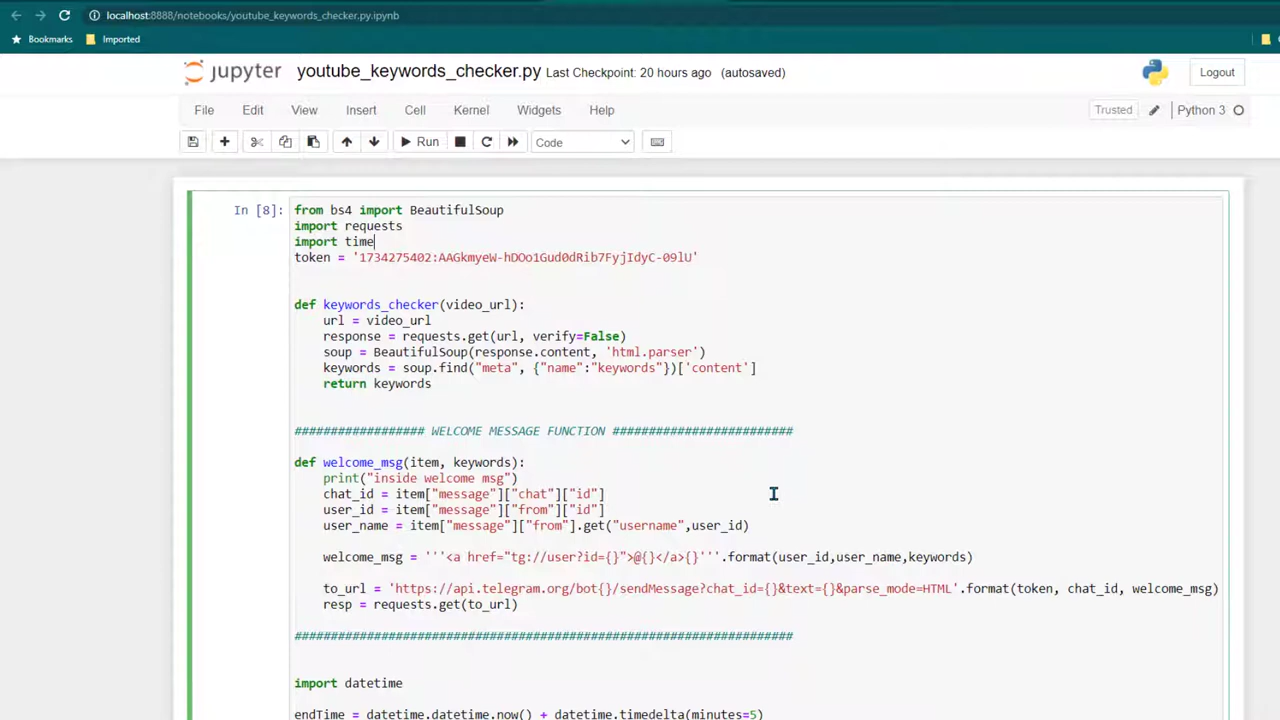 localhost:8888/notebooks/youtube_keywords_checker.py.ipynb
Bookmarks Imported
jupyter youtube_keywords_checker.py Last Checkpoint: 20 hours ago (autosaved) Logout
File Edit View Insert Cell Kernel Widgets Help Trusted Python 3
Run Code
In [8]: from bs4 import BeautifulSoup
import requests
import time
token = '1734275402:AAGkmyeW-hDOo1Gud0dRib7FyjIdyC-09lU'
def keywords_checker(video_url):
url = video_url
response = requests.get(url, verify=False)
soup = BeautifulSoup(response.content, 'html.parser')
keywords = soup.find("meta", {"name":"keywords"})['content']
return keywords
################## WELCOME MESSAGE FUNCTION #########################
def welcome_msg(item, keywords):
print("inside welcome msg")
chat_id = item["message"]["chat"]["id"]
user_id = item["message"]["from"]["id"]
user_name = item["message"]["from"].get("username",user_id)
welcome_msg = '''<a href="tg://user?id={}">@{}</a>{}'''.format(user_id,user_name,keywords)
to_url = 'https://api.telegram.org/bot{}/sendMessage?chat_id={}&text={}&parse_mode=HTML'.format(token, chat_id, welcome_msg)
resp = requests.get(to_url)
#####################################################################
import datetime
endTime = datetime.datetime.now() + datetime.timedelta(minutes=5)